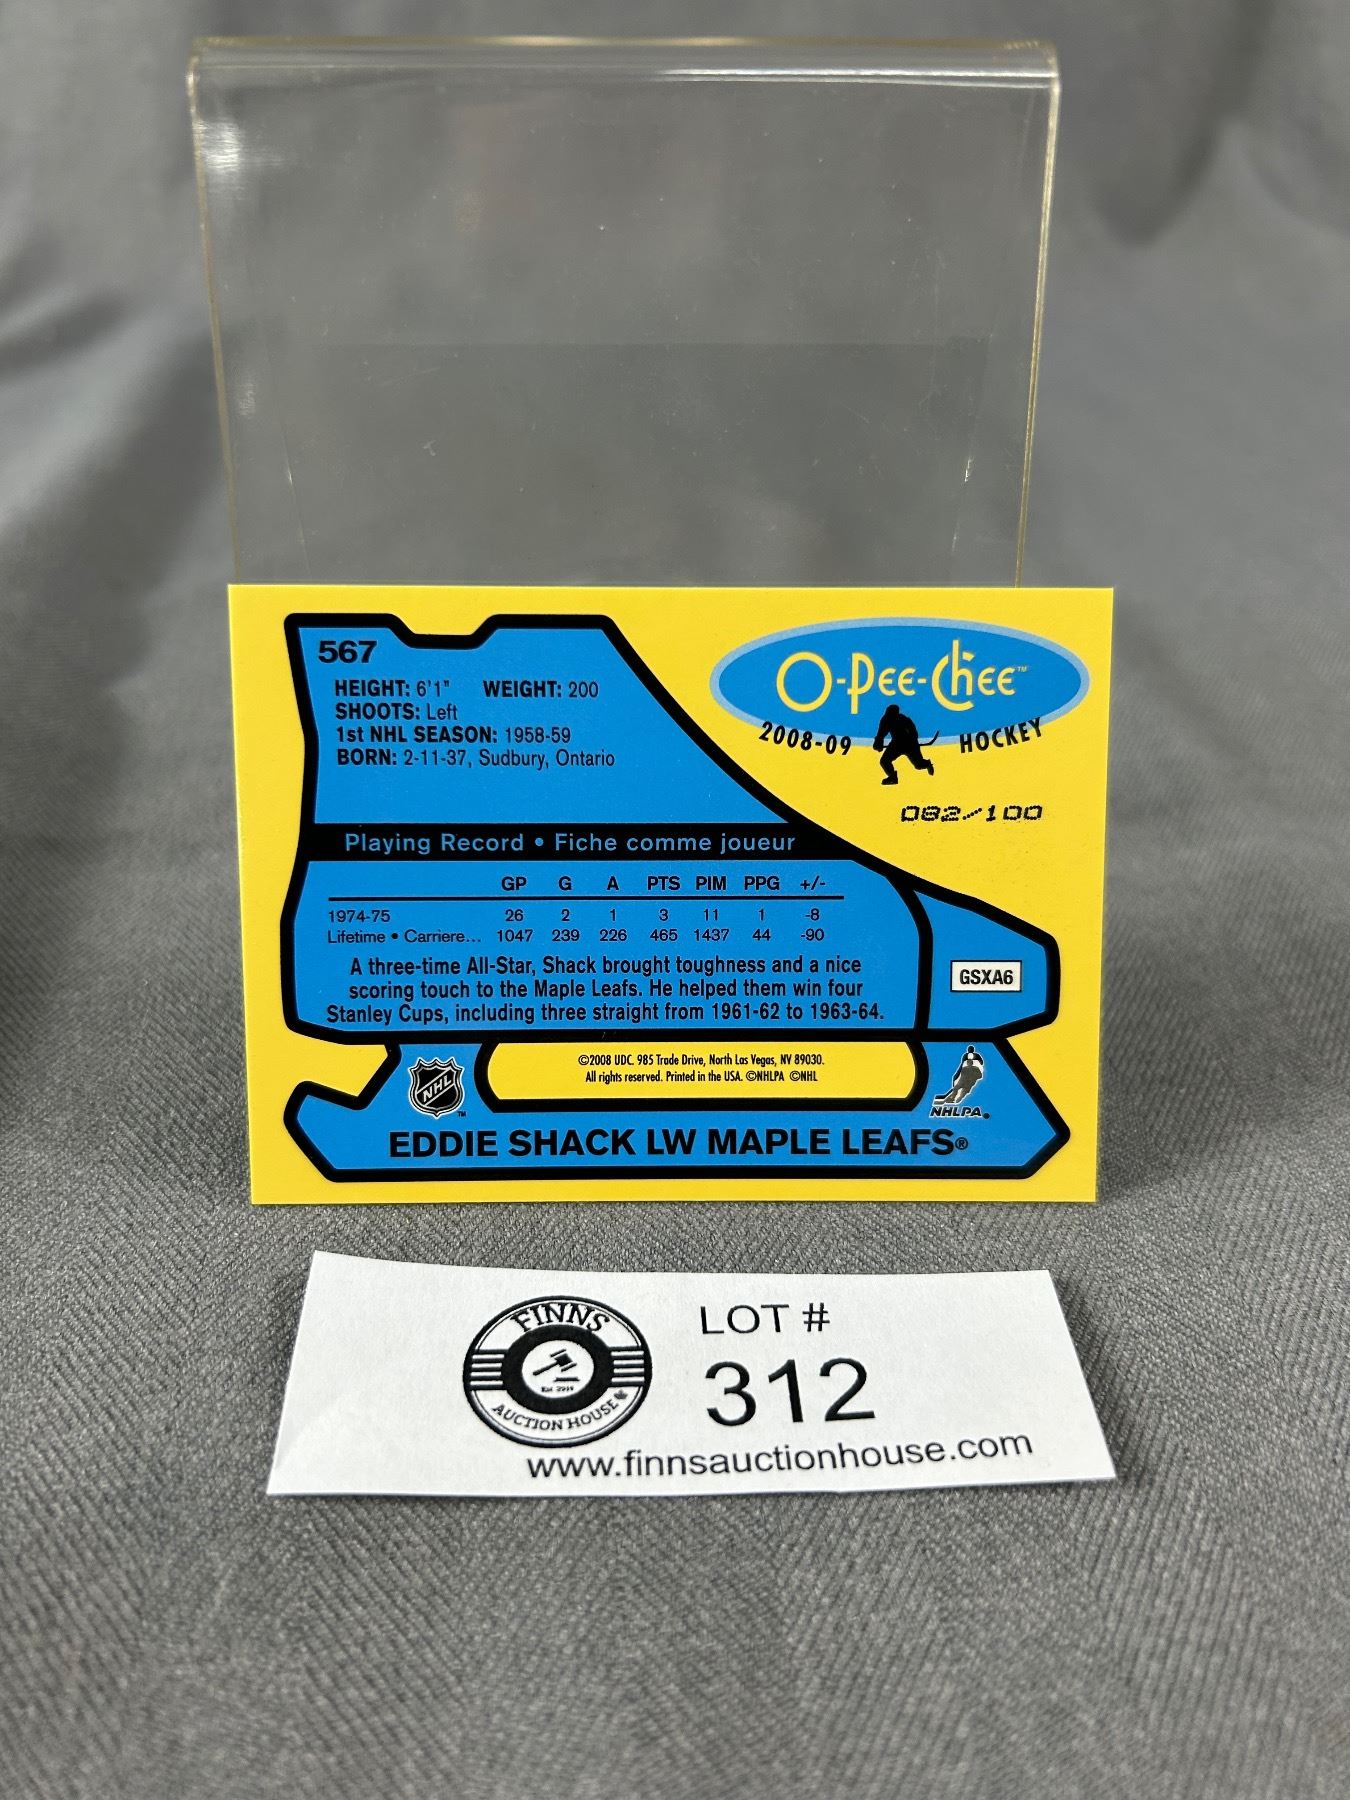 567
HEIGHT: 6'1" WEIGHT: 200
SHOOTS: Left
1st NHL SEASON: 1958-59
BORN: 2-11-37, Sudbury, Ontario
O-Pee-Chee™
2008-09 HOCKEY
082/100
Playing Record • Fiche comme joueur
GP G A PTS PIM PPG +/-
1974-75 26 2 1 3 11 1 -8
Lifetime • Carriere... 1047 239 226 465 1437 44 -90
A three-time All-Star, Shack brought toughness and a nice
scoring touch to the Maple Leafs. He helped them win four
Stanley Cups, including three straight from 1961-62 to 1963-64.
GSXA6
©2008 UDC. 985 Trade Drive, North Las Vegas, NV 89030.
All rights reserved. Printed in the USA. ©NHLPA ©NHL
NHL™
NHLPA®
EDDIE SHACK LW MAPLE LEAFS®
FINNS
Est 2019
AUCTION HOUSE
LOT #
312
www.finnsauctionhouse.com